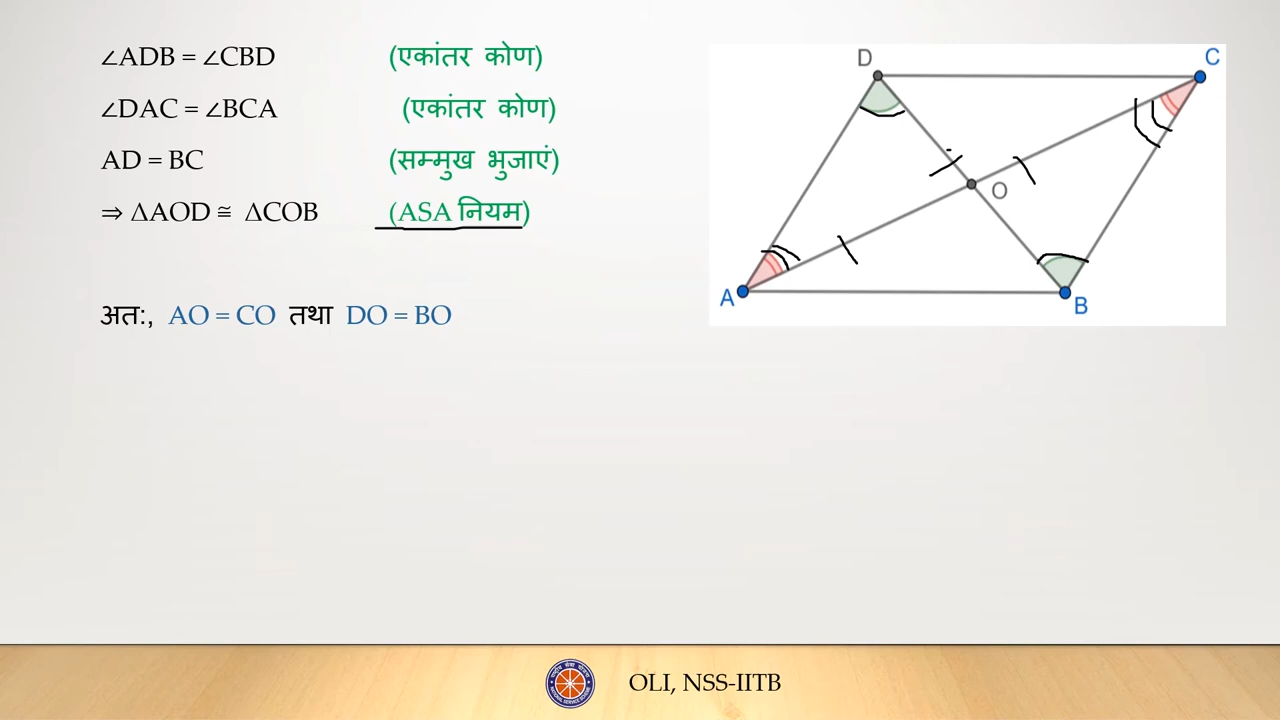 ∠ADB = ∠CBD (एकांतर कोण)
∠DAC = ∠BCA (एकांतर कोण)
AD = BC (सम्मुख भुजाएं)
⇒ ΔAOD ≅ ΔCOB (ASA नियम)
अत:, AO = CO तथा DO = BO
D
C
O
A
B
OLI, NSS-IITB